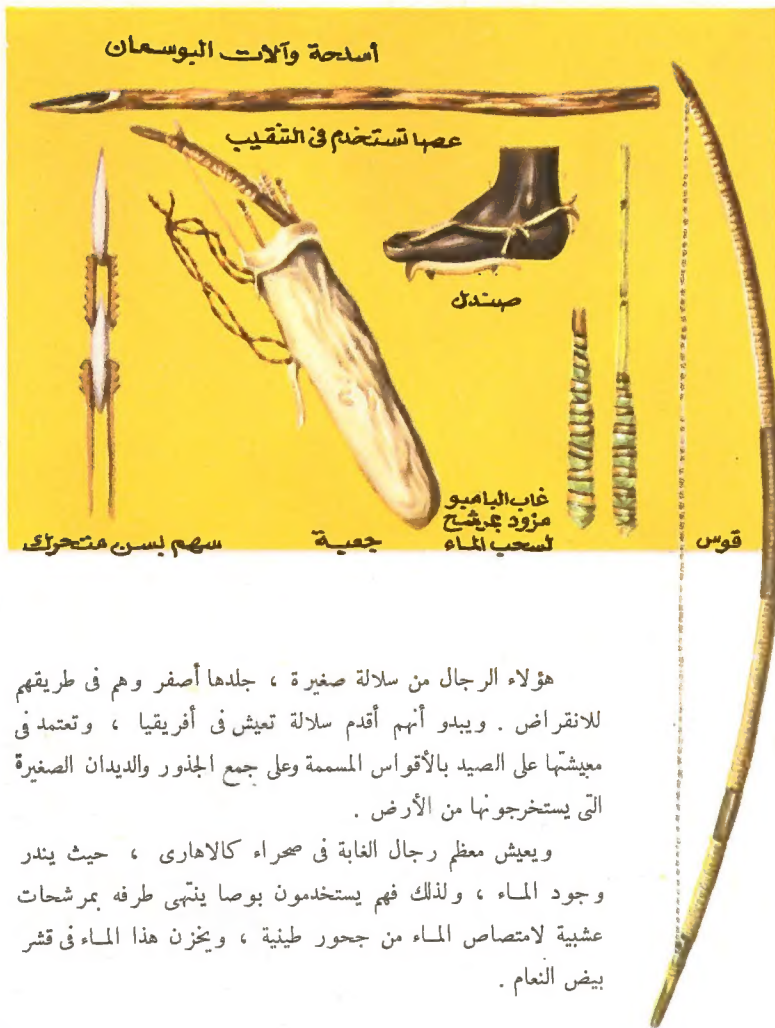 أسلحة وآلات البوسمان
عصا تستخدم فى التنقيب
صندل
غاب البامبو
مزود بمرشح
لسحب الماء
سهم بسن متحرك
جعبة
قوس
هؤلاء الرجال من سلالة صغيرة ، جلدها أصفر وهم فى طريقهم
للانقراض . ويبدو أنهم أقدم سلالة تعيش فى أفريقيا ، وتعتمد فى
معيشتها على الصيد بالأقواس المسممة وعلى جمع الجذور والديدان الصغيرة
التى يستخرجونها من الأرض .
ويعيش معظم رجال الغابة فى صحراء كالاهارى ، حيث يندر
وجود المـاء ، ولذلك فهم يستخدمون بوصا ينتهى طرفه بمرشحات
عشبية لامتصاص المـاء من جحور طينية ، ويخزن هذا المـاء فى قشر
بيض النعام .